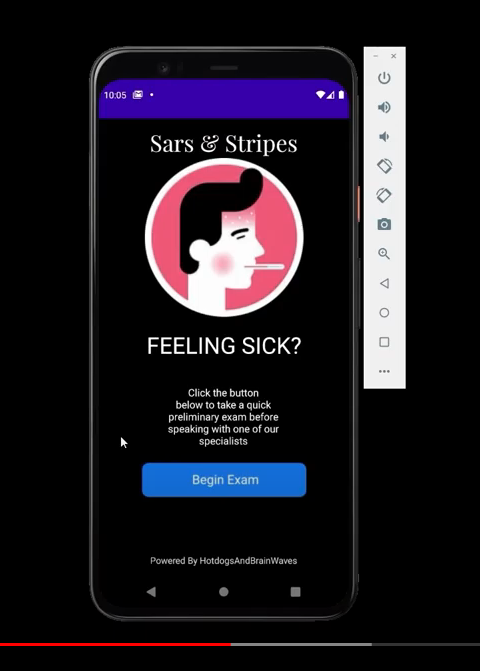 10:05
Sars & Stripes
FEELING SICK?
Click the button
below to take a quick
preliminary exam before
speaking with one of our
specialists
Begin Exam
Powered By HotdogsAndBrainWaves